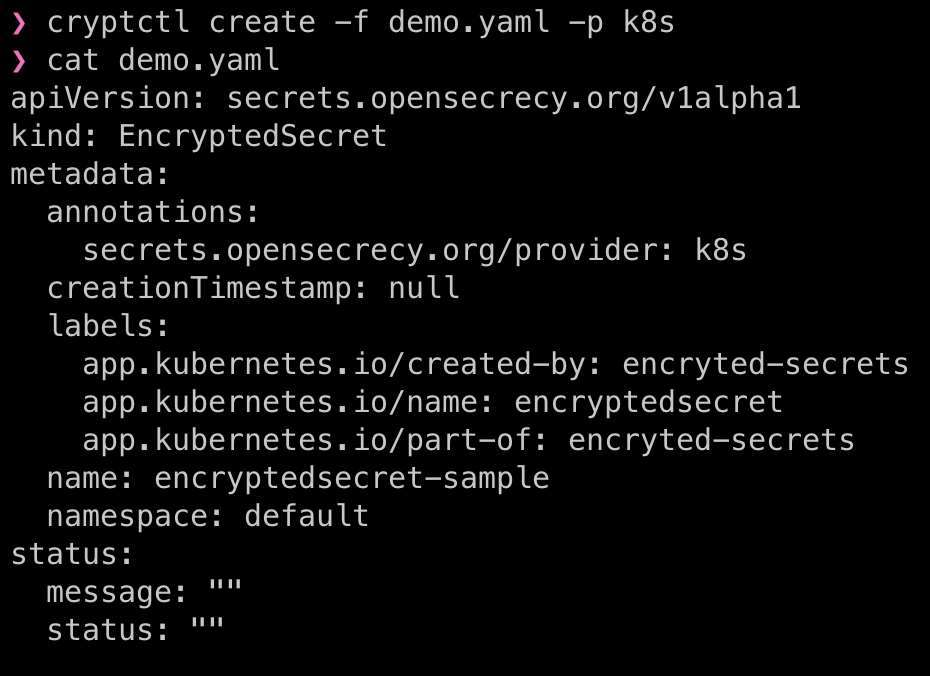 ❯ cryptctl create -f demo.yaml -p k8s
❯ cat demo.yaml
apiVersion: secrets.opensecrecy.org/v1alpha1
kind: EncryptedSecret
metadata:
  annotations:
    secrets.opensecrecy.org/provider: k8s
  creationTimestamp: null
  labels:
    app.kubernetes.io/created-by: encryted-secrets
    app.kubernetes.io/name: encryptedsecret
    app.kubernetes.io/part-of: encryted-secrets
  name: encryptedsecret-sample
  namespace: default
status:
  message: ""
  status: ""